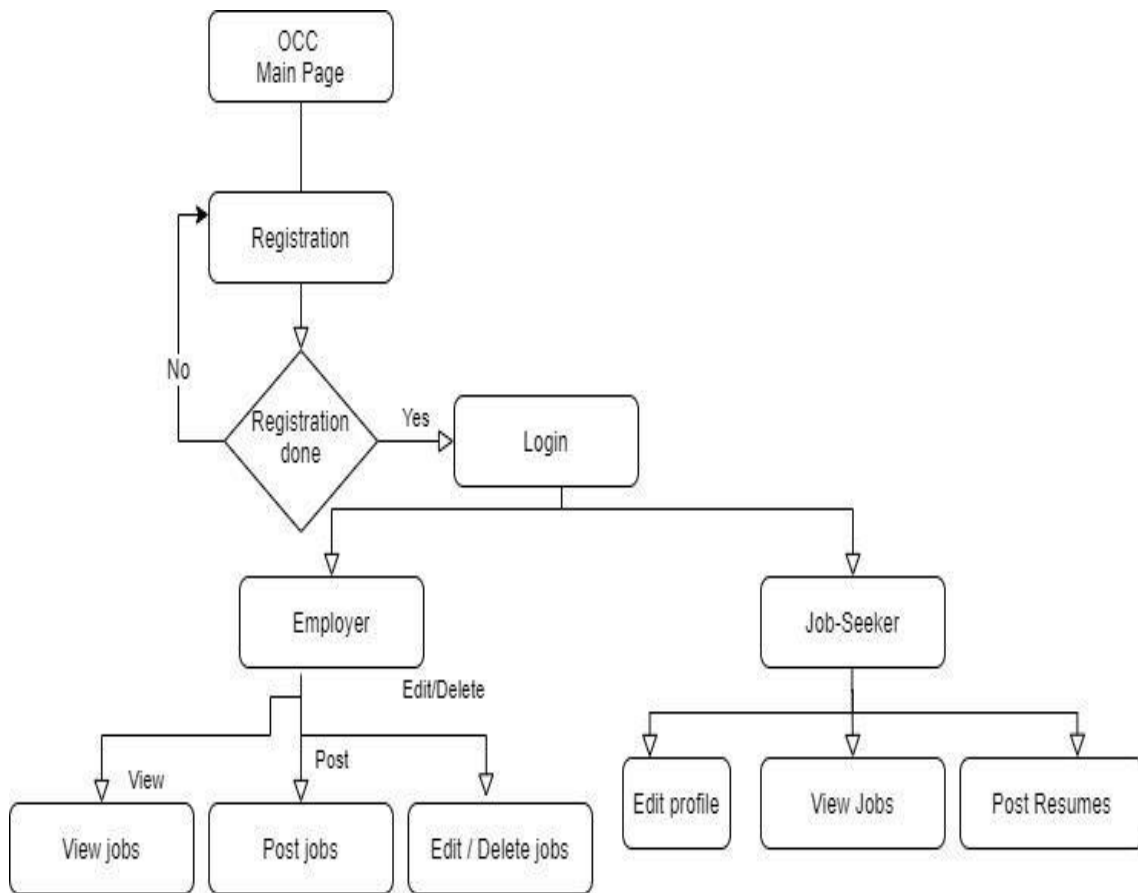 OCC
Main Page
Registration
No
Registration
done
Yes
Login
Employer
Job-Seeker
Edit/Delete
View
Post
View jobs
Post jobs
Edit / Delete jobs
Edit profile
View Jobs
Post Resumes